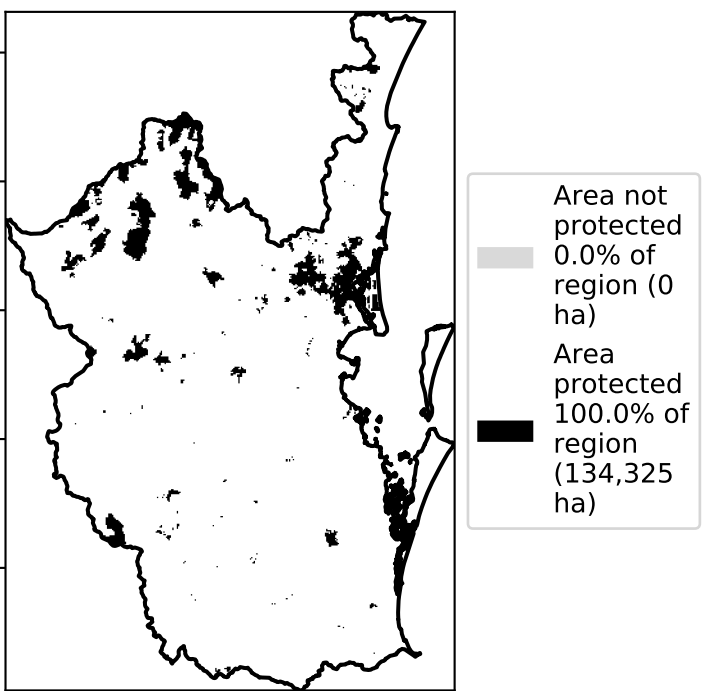 Area not
protected
0.0% of
region (0
ha)
Area
protected
100.0% of
region
(134,325
ha)